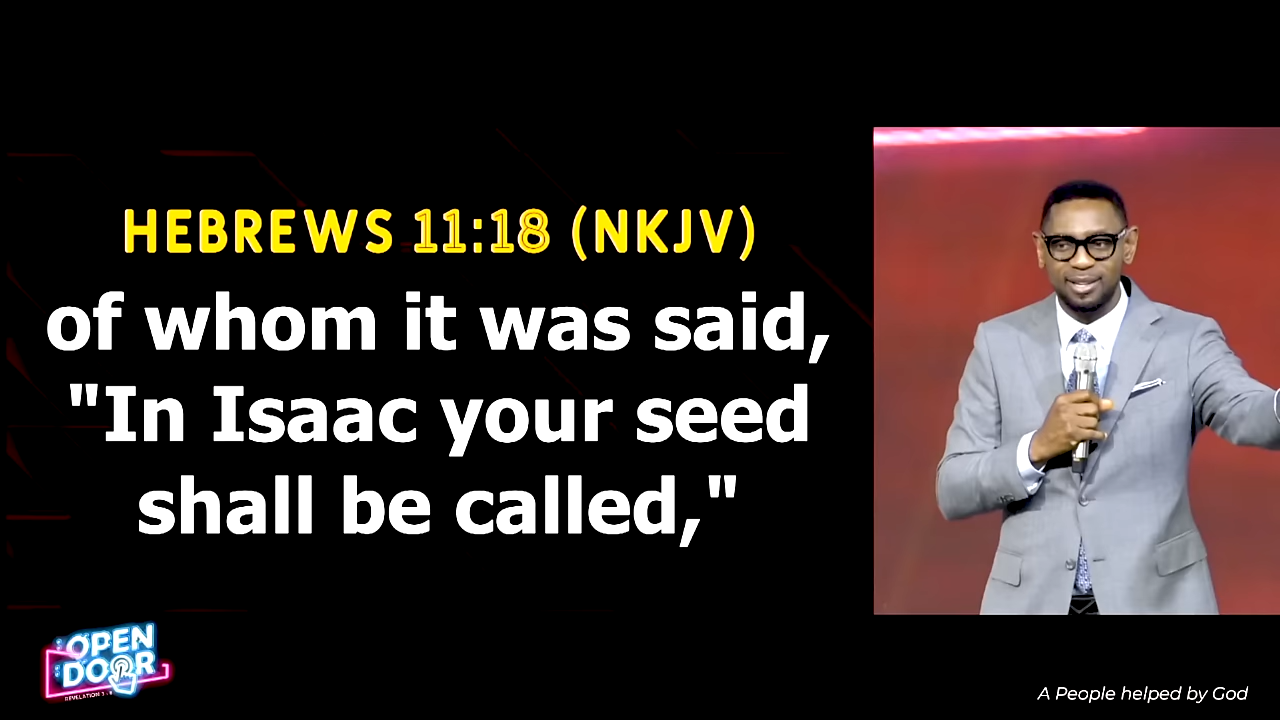 HEBREWS 11:18 (NKJV)
of whom it was said,
"In Isaac your seed
shall be called,"
OPEN
DOOR
A People helped by God